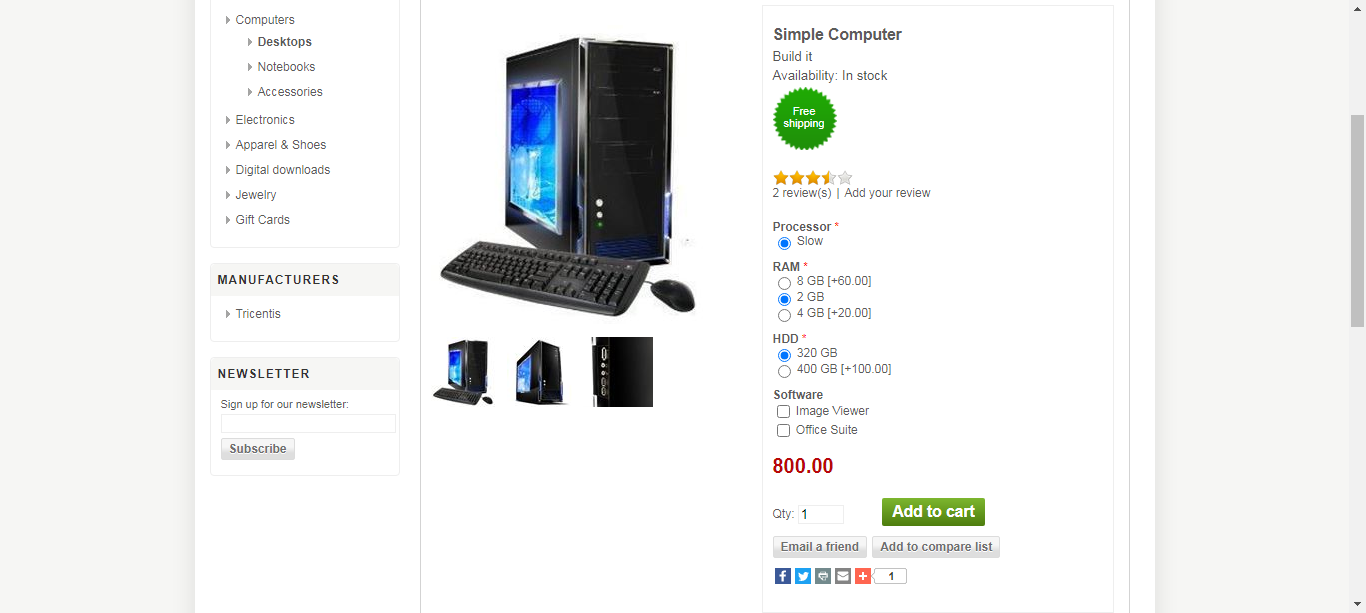 Computers
Desktops
Notebooks
Accessories
Electronics
Apparel & Shoes
Digital downloads
Jewelry
Gift Cards
MANUFACTURERS
Tricentis
NEWSLETTER
Sign up for our newsletter:
Subscribe
Simple Computer
Build it
Availability: In stock
Free
shipping
2 review(s) | Add your review
Processor *
Slow
RAM *
8 GB [+60.00]
2 GB
4 GB [+20.00]
HDD *
320 GB
400 GB [+100.00]
Software
Image Viewer
Office Suite
800.00
Qty: 1 Add to cart
Email a friend Add to compare list
1